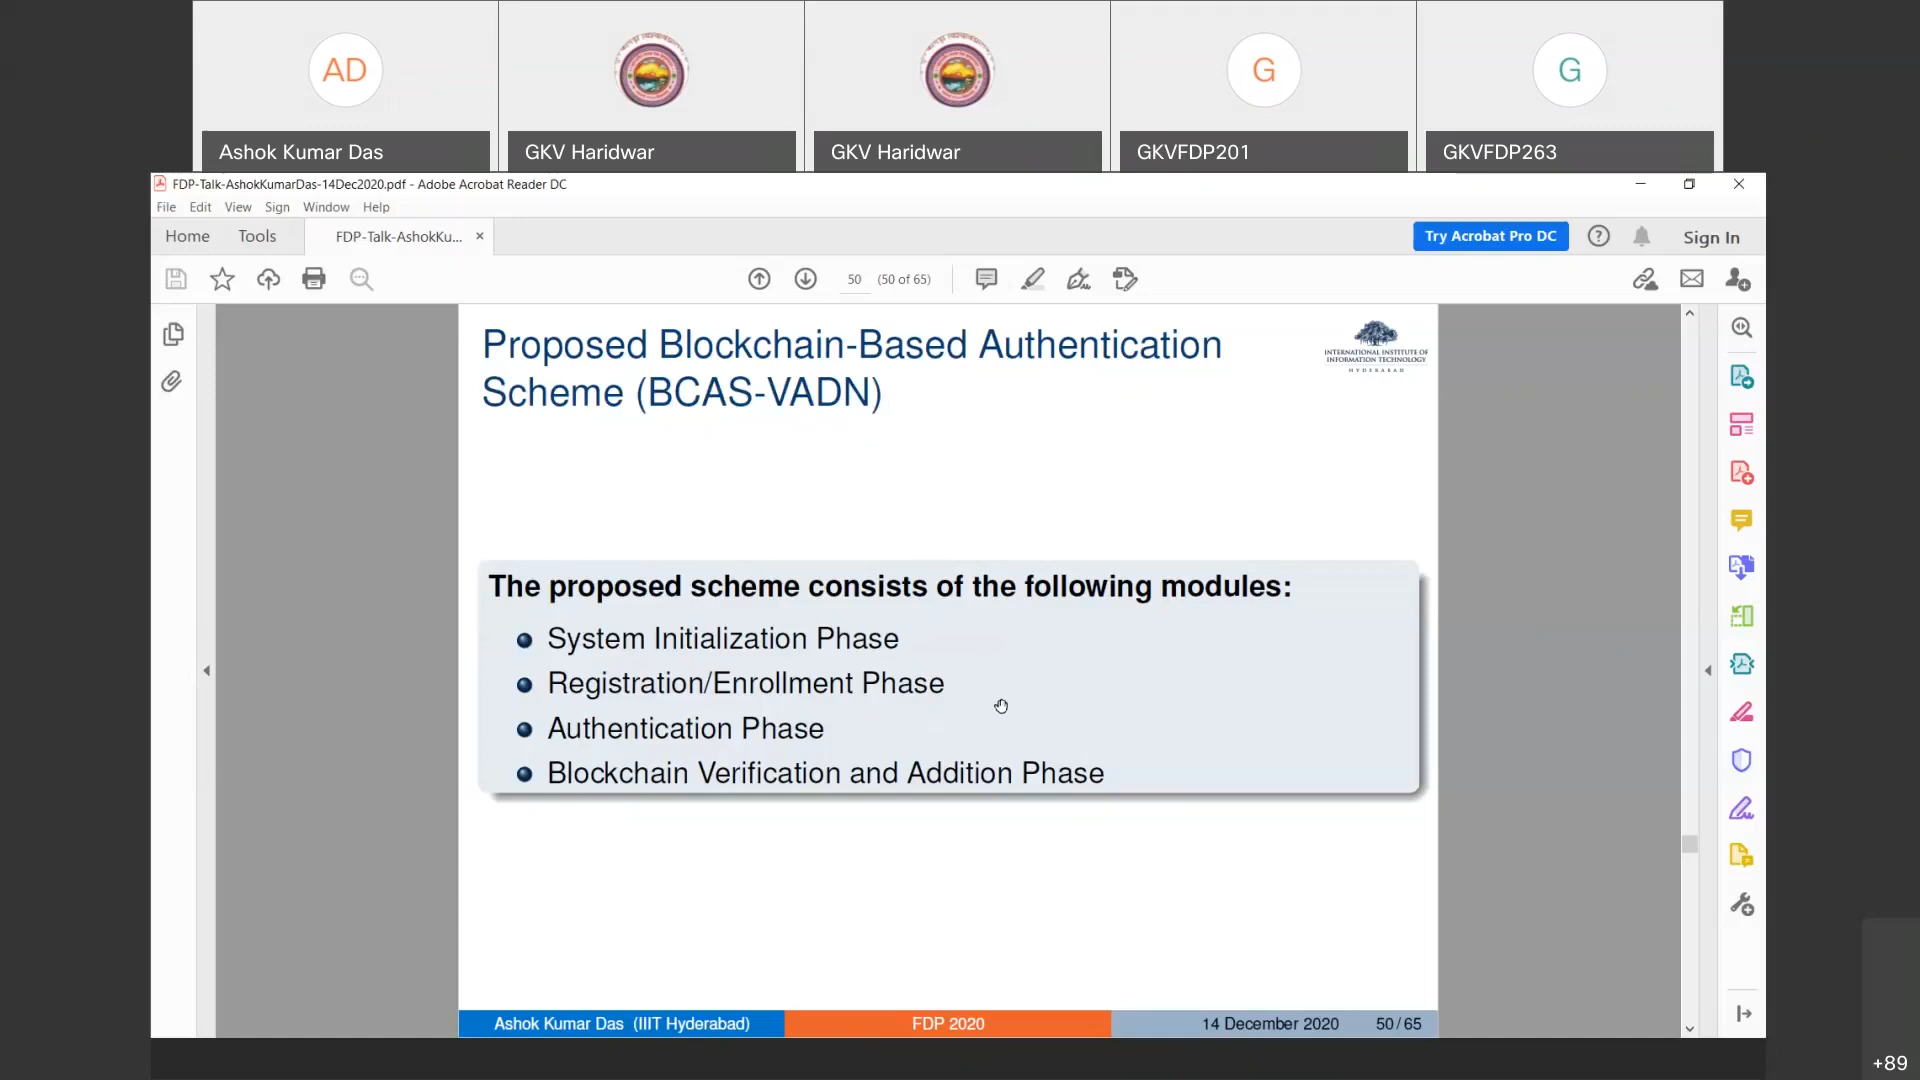 AD
G
G
Ashok Kumar Das
GKV Haridwar
GKV Haridwar
GKVFDP201
GKVFDP263
FDP-Talk-AshokKumarDas-14Dec2020.pdf - Adobe Acrobat Reader DC
File Edit View Sign Window Help
Home Tools FDP-Talk-AshokKu... ×
Try Acrobat Pro DC
Sign In
50 (50 of 65)
Proposed Blockchain-Based Authentication
Scheme (BCAS-VADN)
INTERNATIONAL INSTITUTE OF
INFORMATION TECHNOLOGY
HYDERABAD
The proposed scheme consists of the following modules:
System Initialization Phase
Registration/Enrollment Phase
Authentication Phase
Blockchain Verification and Addition Phase
Ashok Kumar Das (IIIT Hyderabad) FDP 2020 14 December 2020 50/65
+89